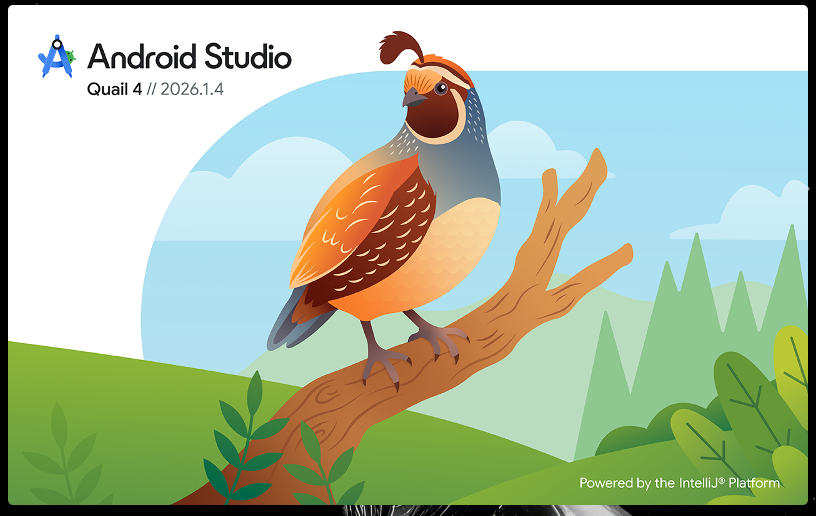 Android Studio
Quail 4 // 2026.1.4
Powered by the IntelliJ® Platform